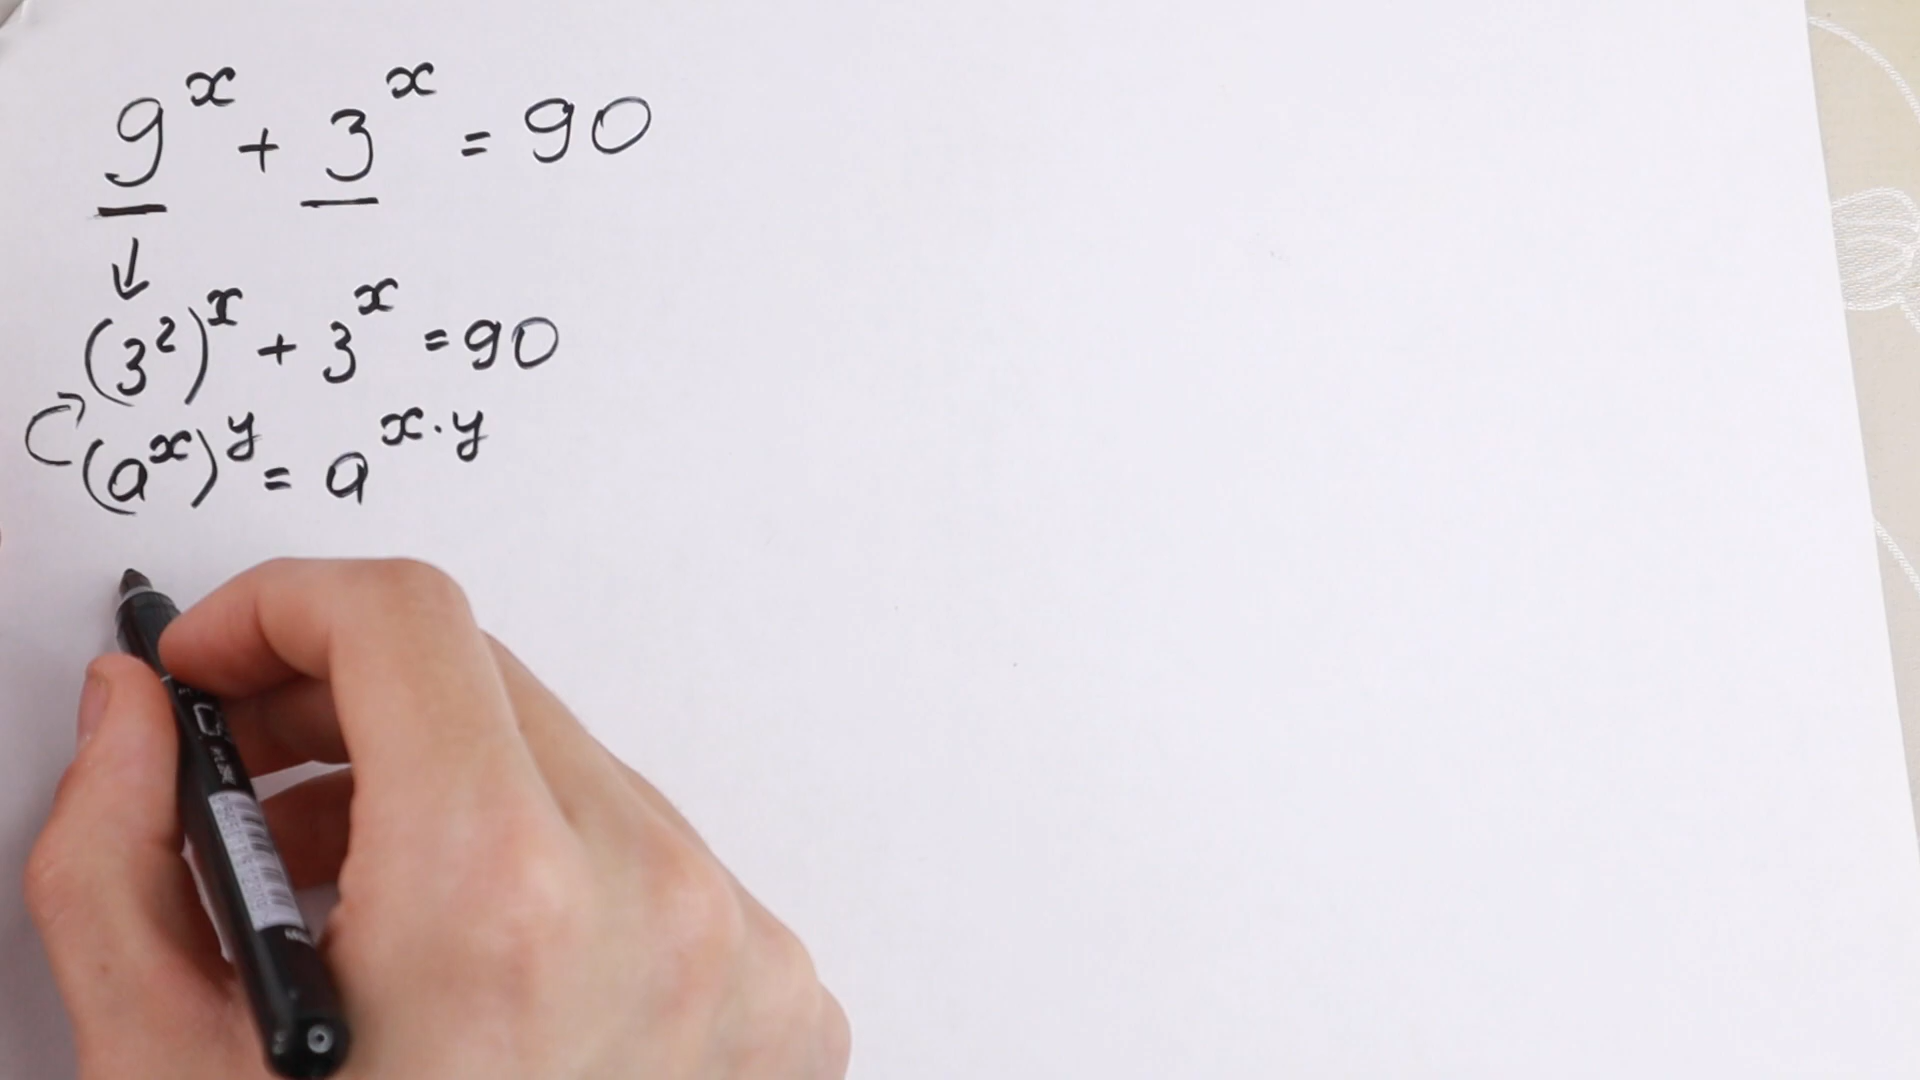 9^x + 3^x = 90
(3^2)^x + 3^x = 90
(a^x)^y = a^{x·y}